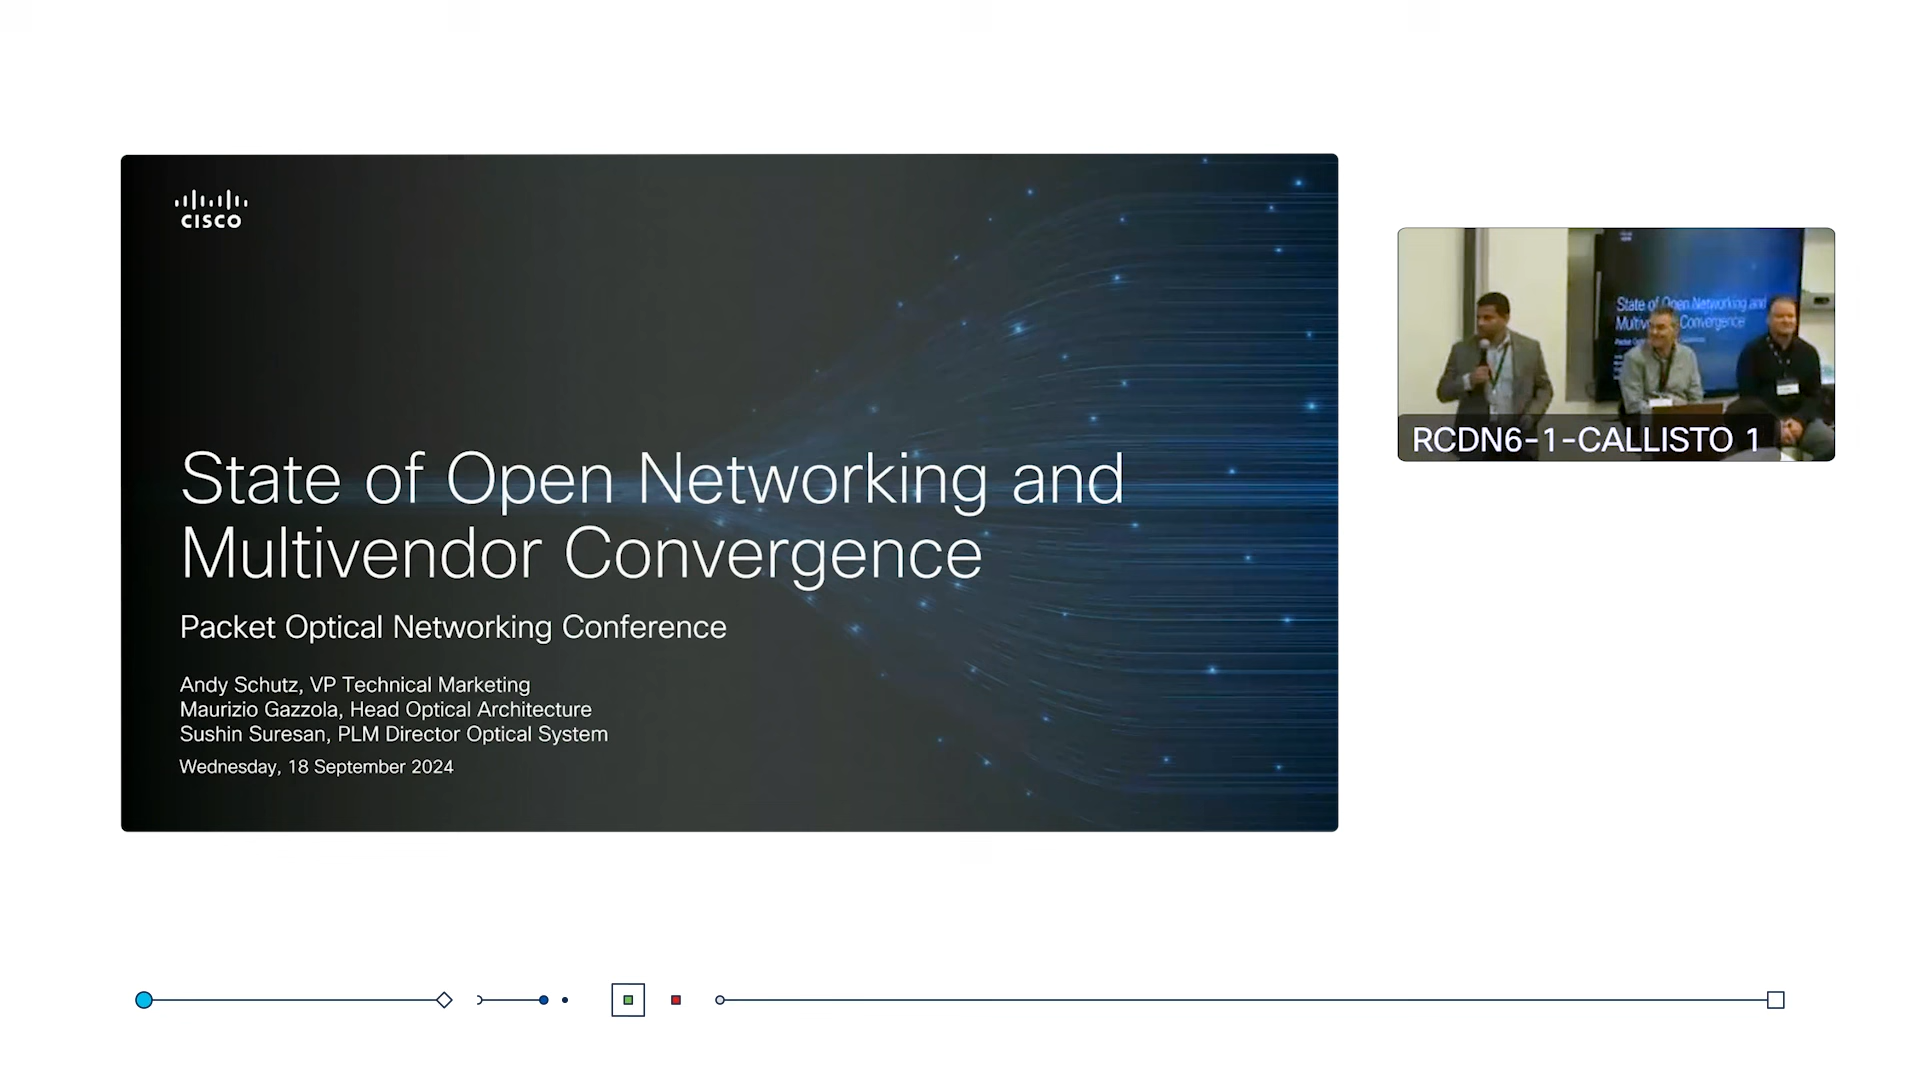 CISCO
State of Open Networking and
Multivendor Convergence
Packet Optical Networking Conference
Andy Schutz, VP Technical Marketing
Maurizio Gazzola, Head Optical Architecture
Sushin Suresan, PLM Director Optical System
Wednesday, 18 September 2024
State of Open Networking and
Convergence
RCDN6-1-CALLISTO 1